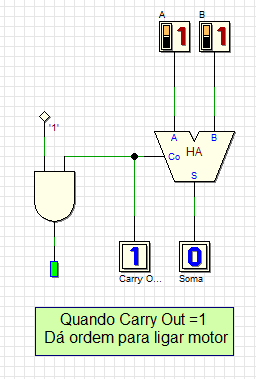 A
B
1
1
'1'
A
B
HA
Co
S
1
0
Carry O...
Soma
Quando Carry Out =1
Dá ordem para ligar motor